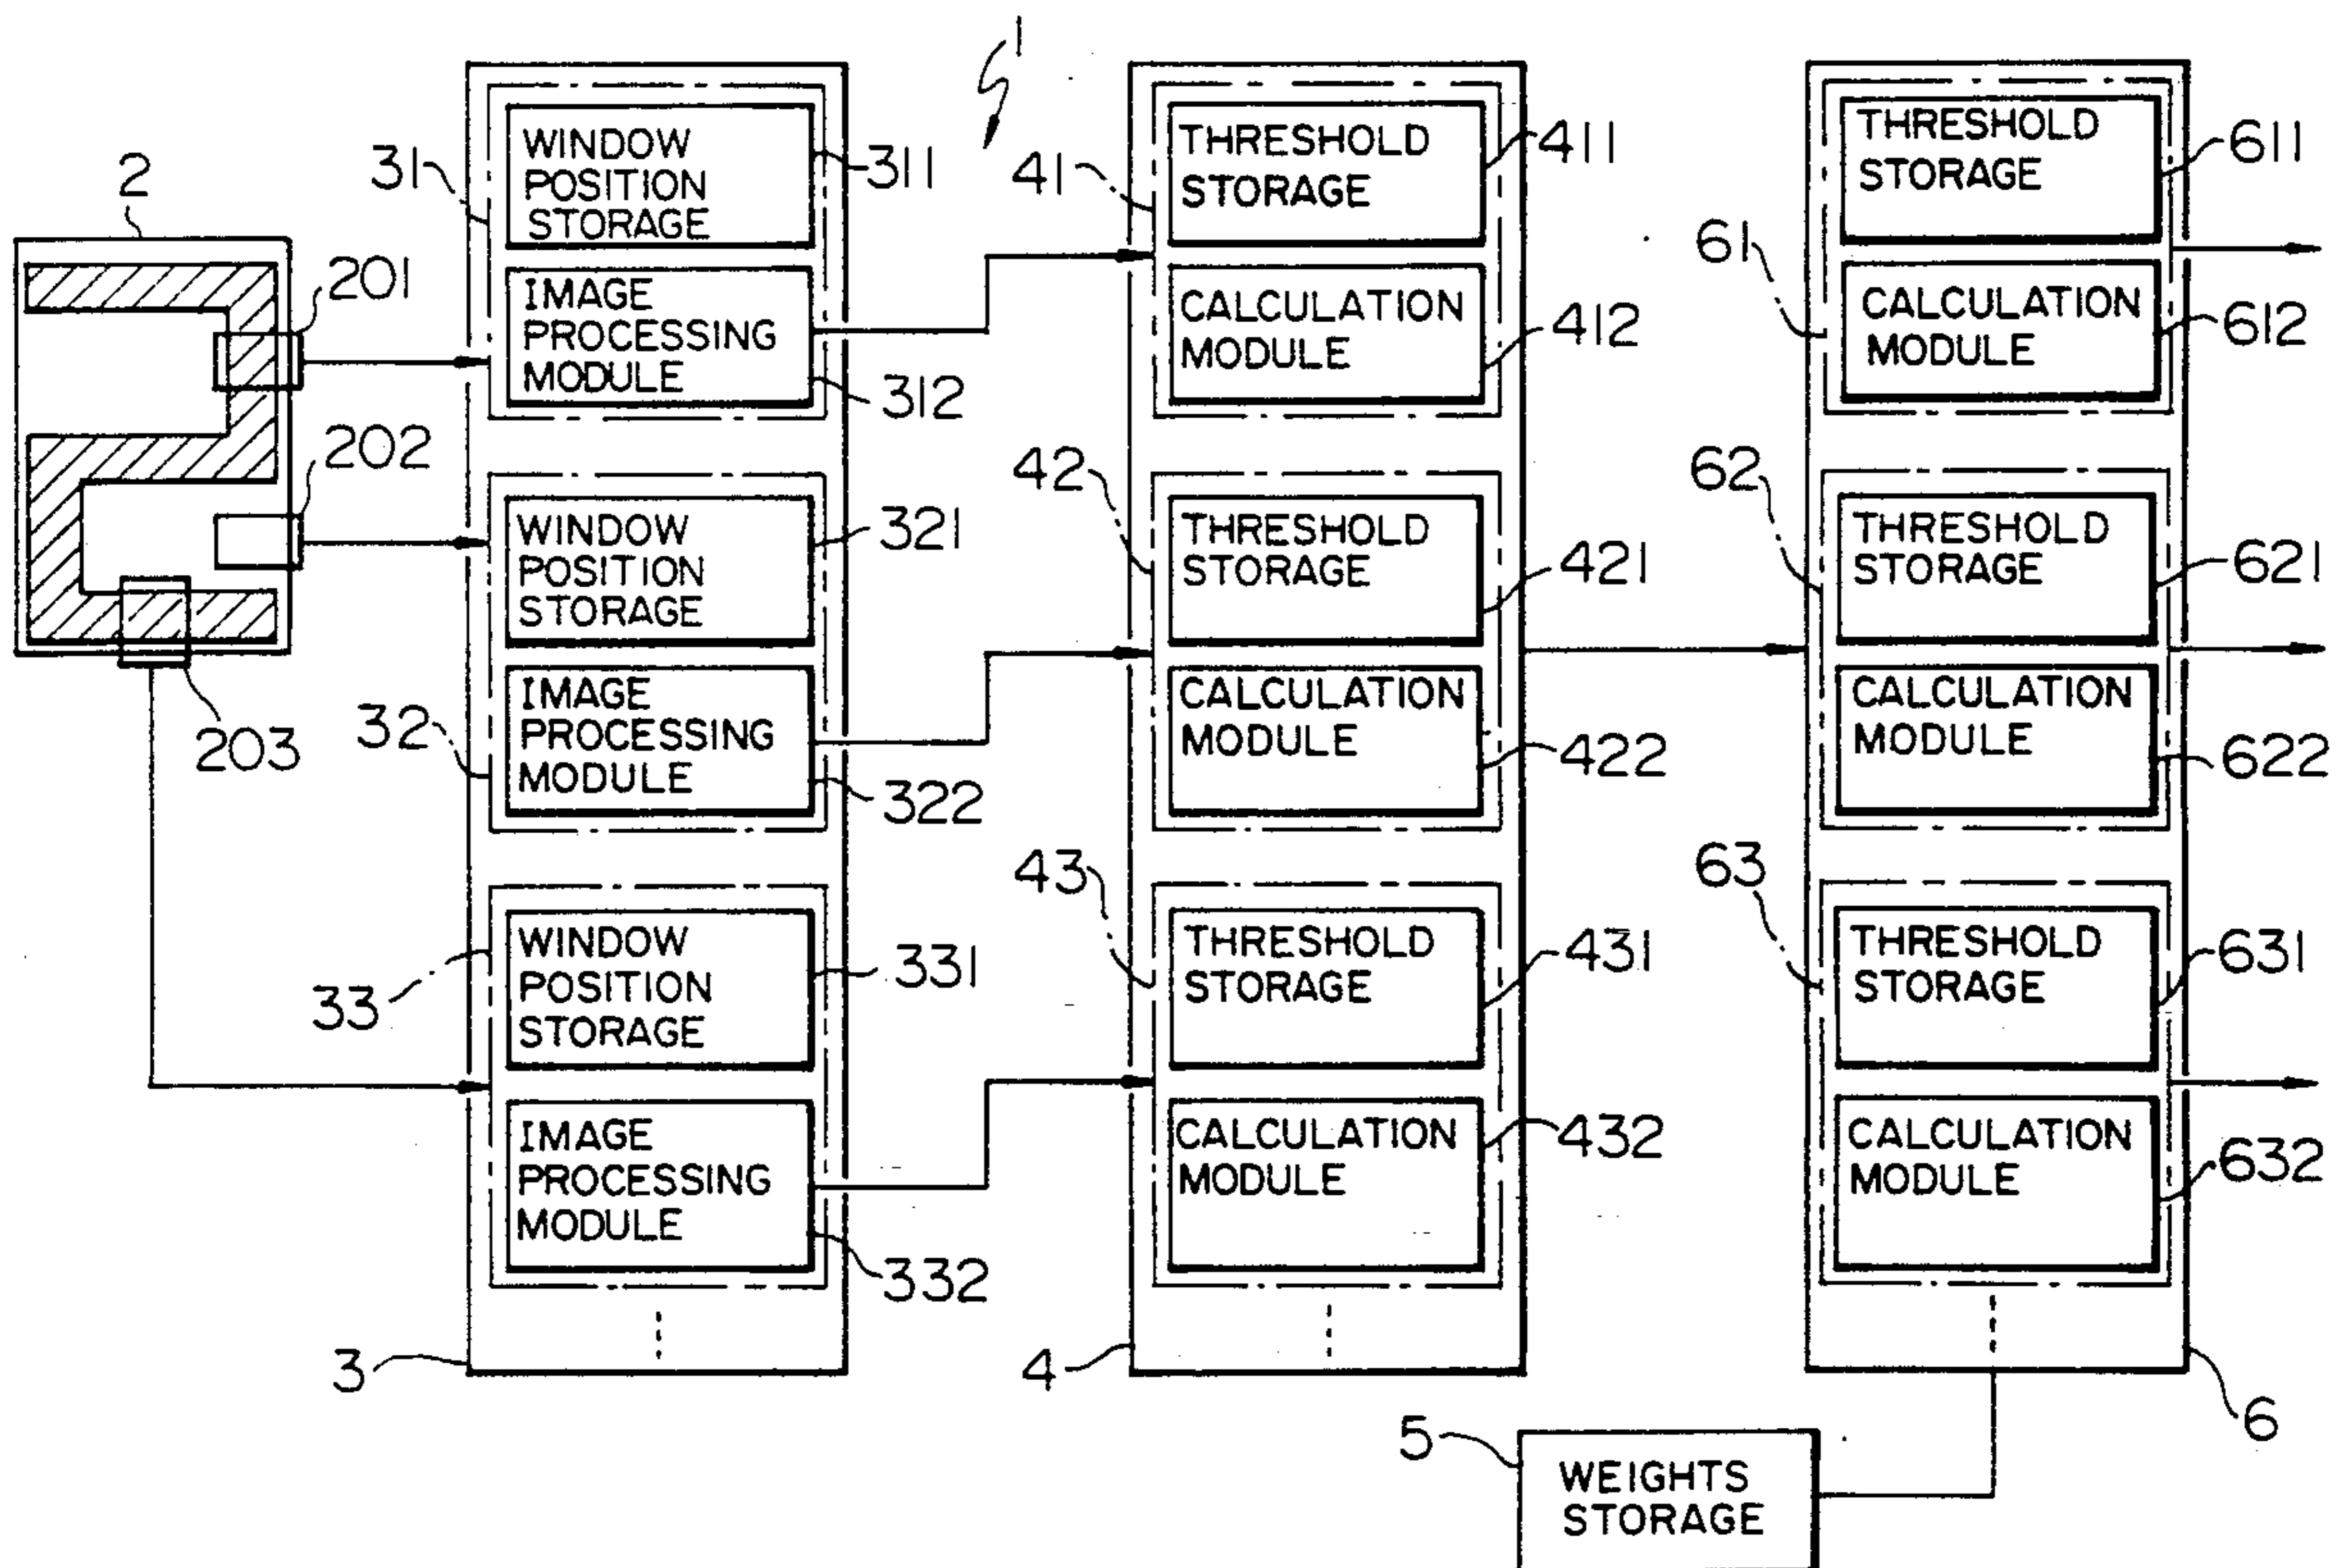 1
2
201
202
203
31
WINDOW
POSITION
STORAGE
311
IMAGE
PROCESSING
MODULE
312
32
WINDOW
POSITION
STORAGE
321
IMAGE
PROCESSING
MODULE
322
33
WINDOW
POSITION
STORAGE
331
IMAGE
PROCESSING
MODULE
332
3
41
THRESHOLD
STORAGE
411
CALCULATION
MODULE
412
42
THRESHOLD
STORAGE
421
CALCULATION
MODULE
422
43
THRESHOLD
STORAGE
431
CALCULATION
MODULE
432
4
61
THRESHOLD
STORAGE
611
CALCULATION
MODULE
612
62
THRESHOLD
STORAGE
621
CALCULATION
MODULE
622
63
THRESHOLD
STORAGE
631
CALCULATION
MODULE
632
6
5
WEIGHTS
STORAGE